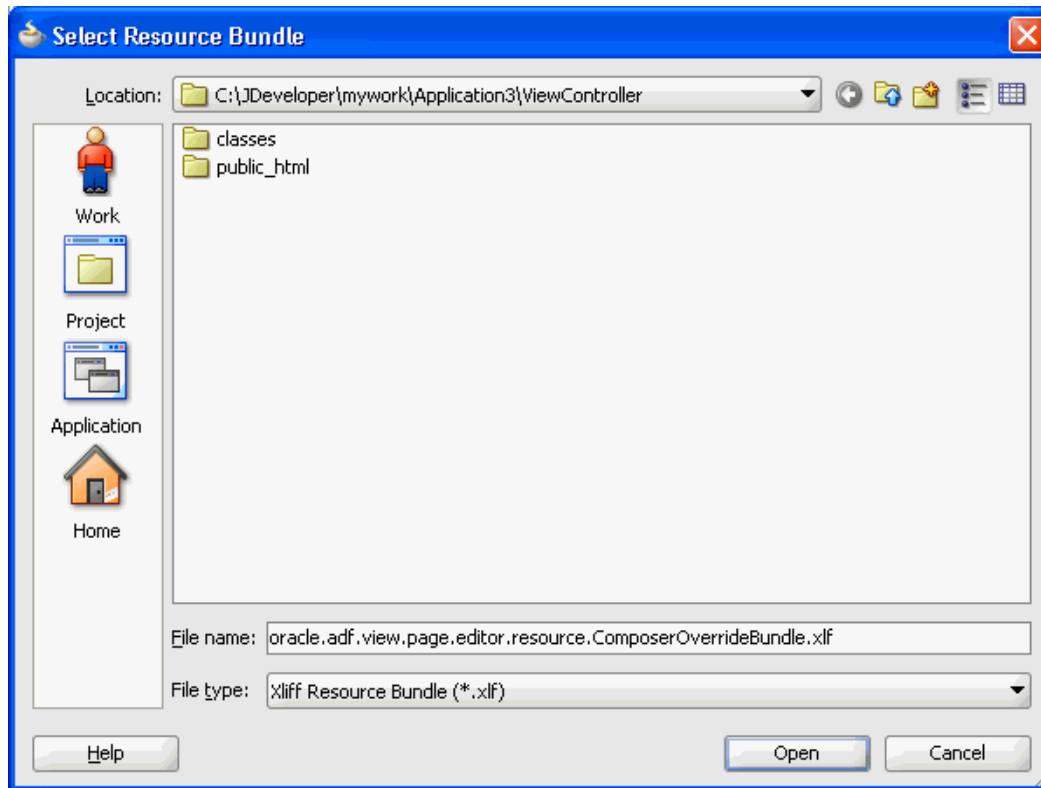 Select Resource Bundle
Location: C:\JDeveloper\mywork\Application3\ViewController
classes
public_html
Work
Project
Application
Home
File name: oracle.adf.view.page.editor.resource.ComposerOverrideBundle.xlf
File type: Xliff Resource Bundle (*.xlf)
Help Open Cancel